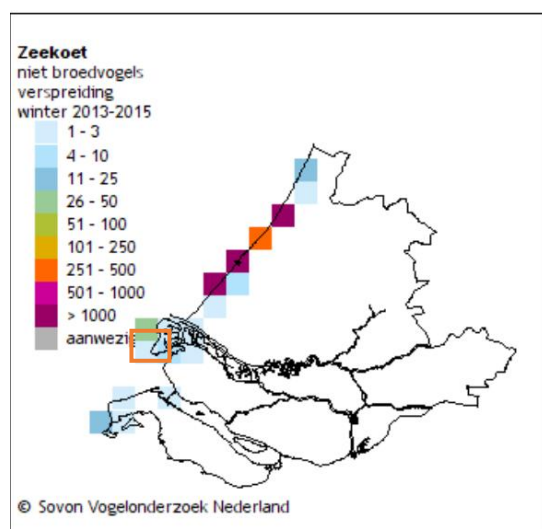 Zeekoet
niet broedvogels
verspreiding
winter 2013-2015
1 - 3
4 - 10
11 - 25
26 - 50
51 - 100
101 - 250
251 - 500
501 - 1000
> 1000
aanwezi
© Sovon Vogelonderzoek Nederland